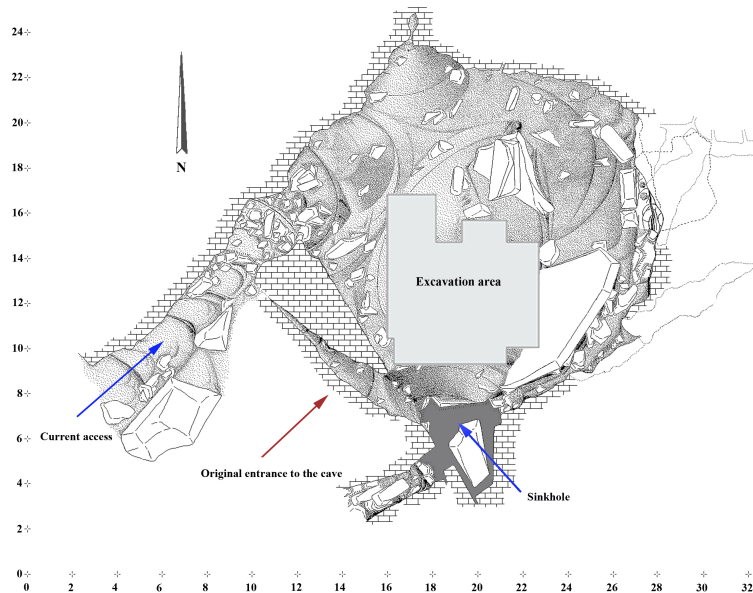 24
22
20
18
N
16
14
Excavation area
12
10
8
Current access
6
Original entrance to the cave
Sinkhole
4
2
0
0 2 4 6 8 10 12 14 16 18 20 22 24 26 28 30 32